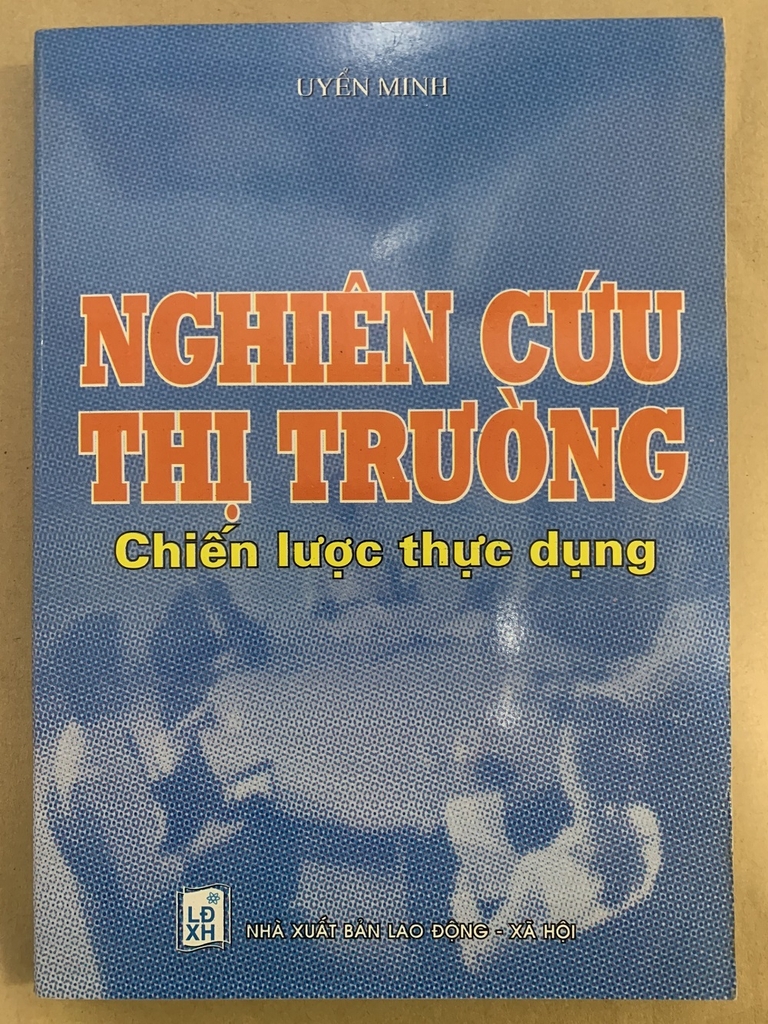 UYỂN MINH
NGHIÊN CỨU
THỊ TRƯỜNG
Chiến lược thực dụng
LĐ
XH
NHÀ XUẤT BẢN LAO ĐỘNG - XÃ HỘI